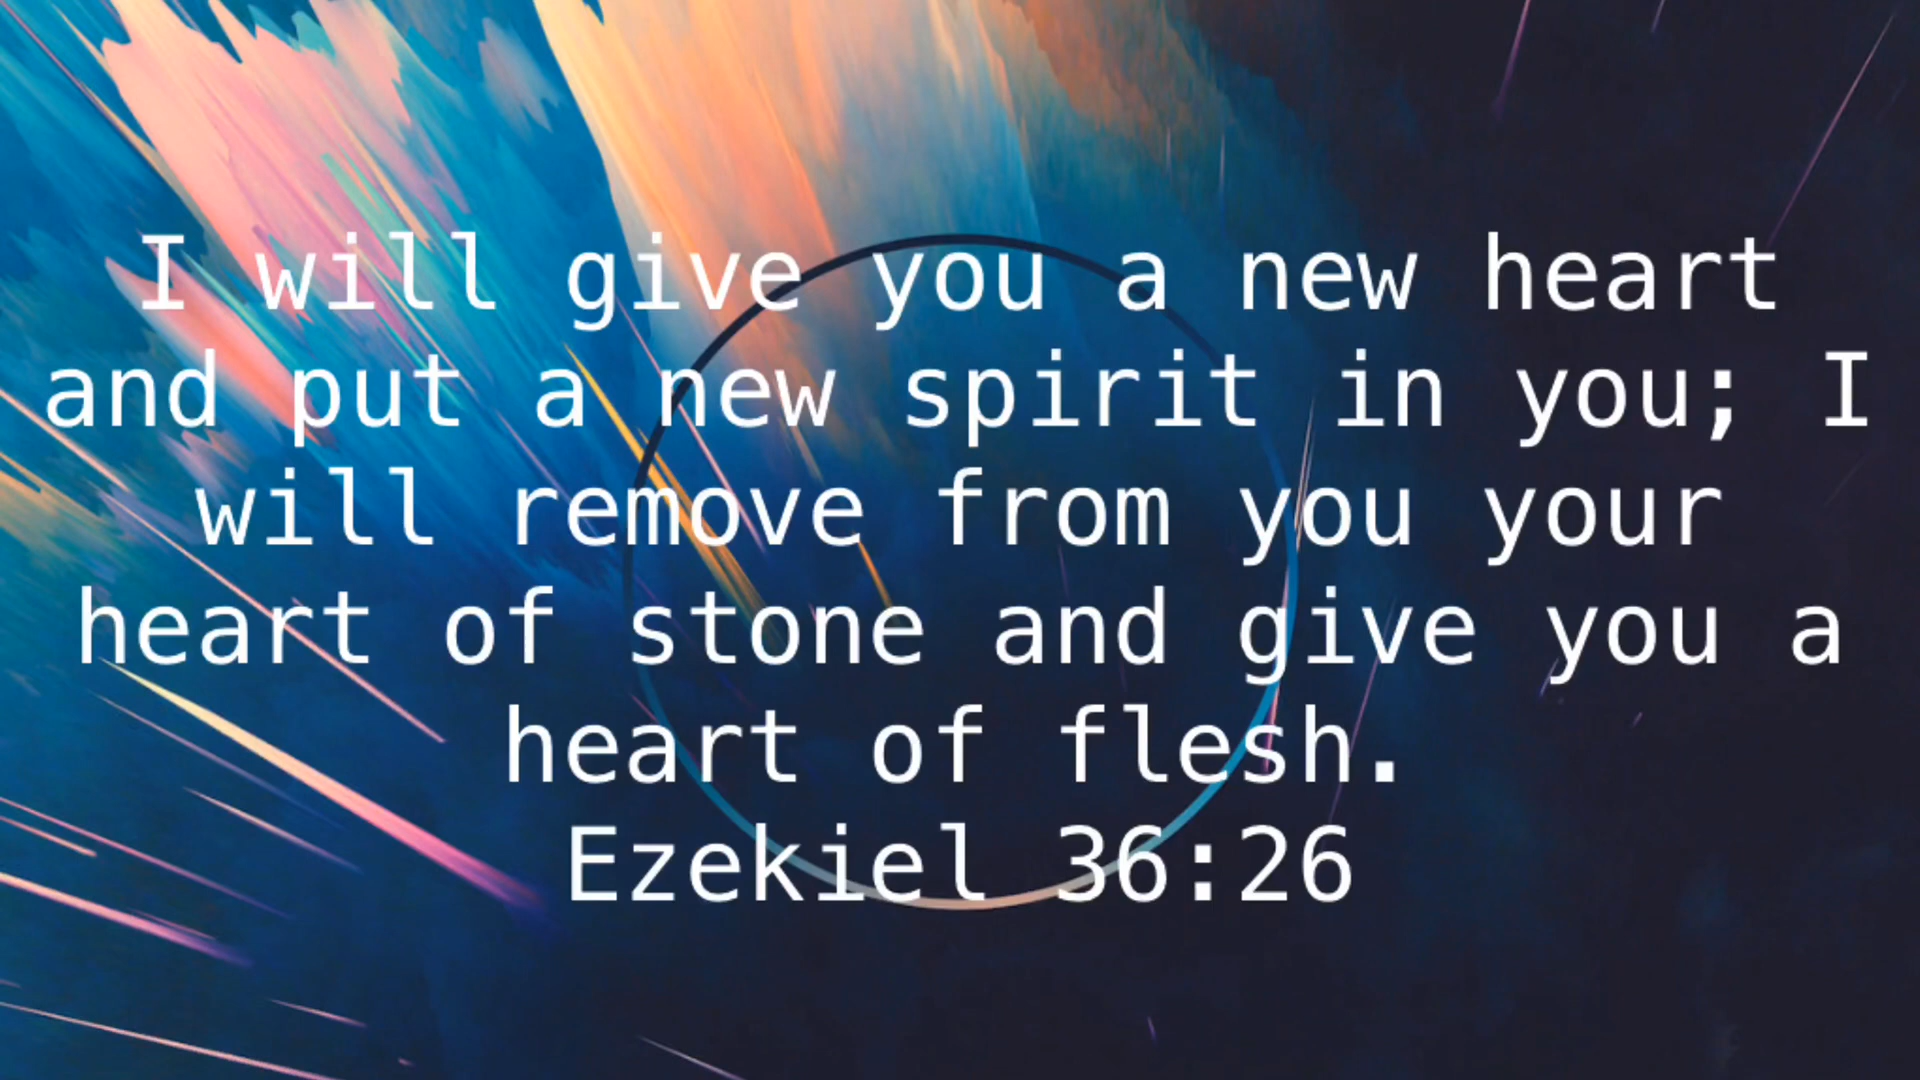 I will give you a new heart
and put a new spirit in you; I
will remove from you your
heart of stone and give you a
heart of flesh.
Ezekiel 36:26